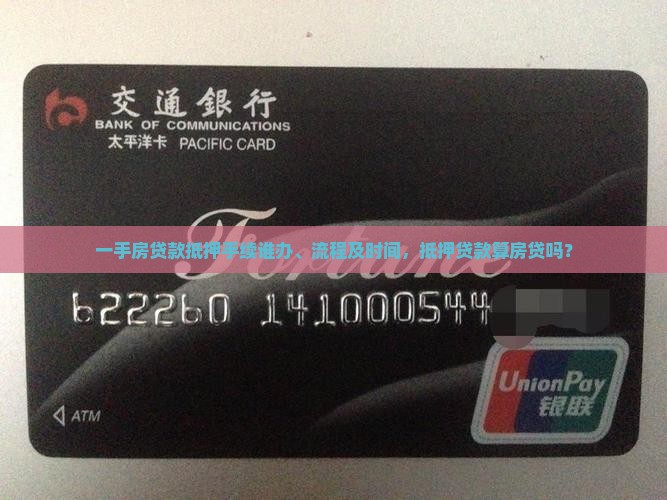 交通銀行
BANK OF COMMUNICATIONS
太平洋卡 PACIFIC CARD
Fortune
一手房贷款抵押手续谁办、流程及时间，抵押贷款算房贷吗？
622260 141000544
UnionPay
银联
ATM